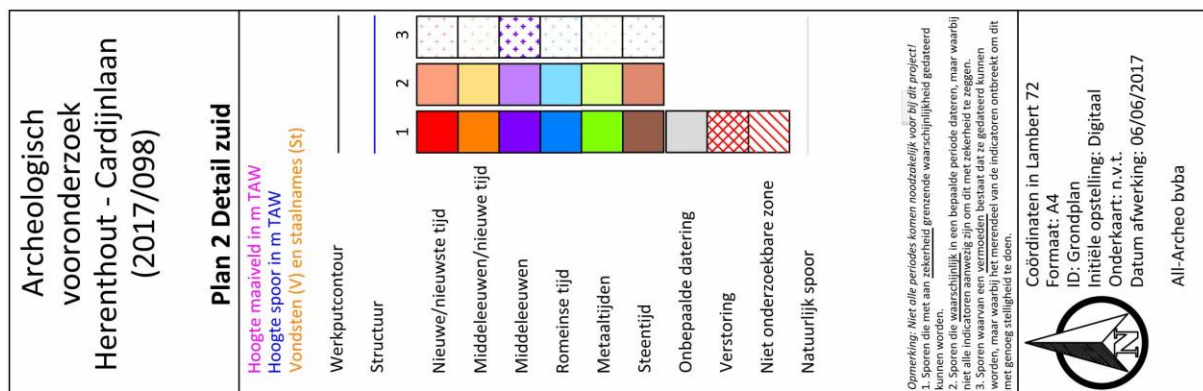 Archeologisch
vooronderzoek
Herenthout - Cardijnlaan
(2017/098)
Plan 2 Detail zuid
Hoogte maaiveld in m TAW
Hoogte spoor in m TAW
Vondsten (V) en staalnames (St)
Werkputcontour
Structuur
1 2 3
Nieuwe/nieuwste tijd
Middeleeuwen/nieuwe tijd
Middeleeuwen
Romeinse tijd
Metaaltijden
Steentijd
Onbepaalde datering
Verstoring
Niet onderzoekbare zone
Natuurlijk spoor
Opmerking: Niet alle periodes komen noodzakelijk voor bij dit project!
1. Sporen die met aan zekerheid grenzende waarschijnlijkheid gedateerd
kunnen worden.
2. Sporen die waarschijnlijk in een bepaalde periode dateren, maar waarbij
niet alle indicatoren aanwezig zijn om dit met zekerheid te zeggen.
3. Sporen waarvan een vermoeden bestaat dat ze gedateerd kunnen
worden, maar waarbij het merendeel van de indicatoren ontbreekt om dit
met genoeg stelligheid te doen.
N
Coördinaten in Lambert 72
Formaat: A4
ID: Grondplan
Initiële opstelling: Digitaal
Onderkaart: n.v.t.
Datum afwerking: 06/06/2017
All-Archeo bvba